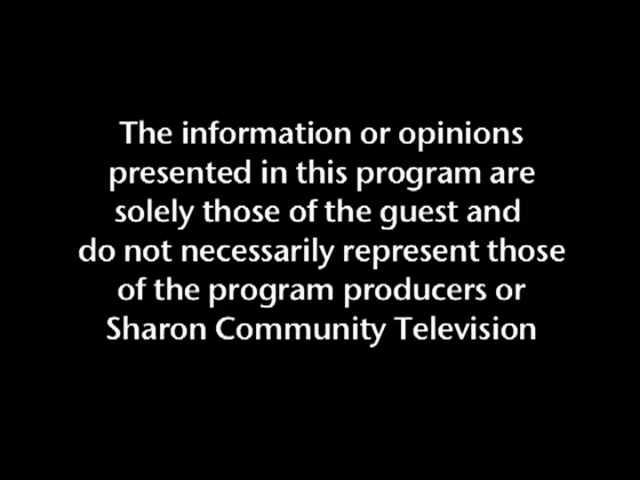 The information or opinions
presented in this program are
solely those of the guest and
do not necessarily represent those
of the program producers or
Sharon Community Television